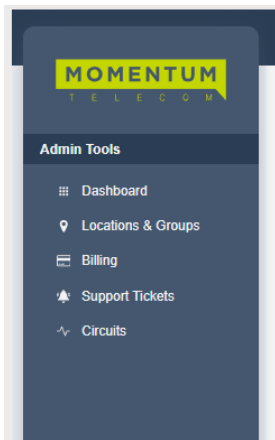 MOMENTUM
TELECOM
Admin Tools
Dashboard
Locations & Groups
Billing
Support Tickets
Circuits